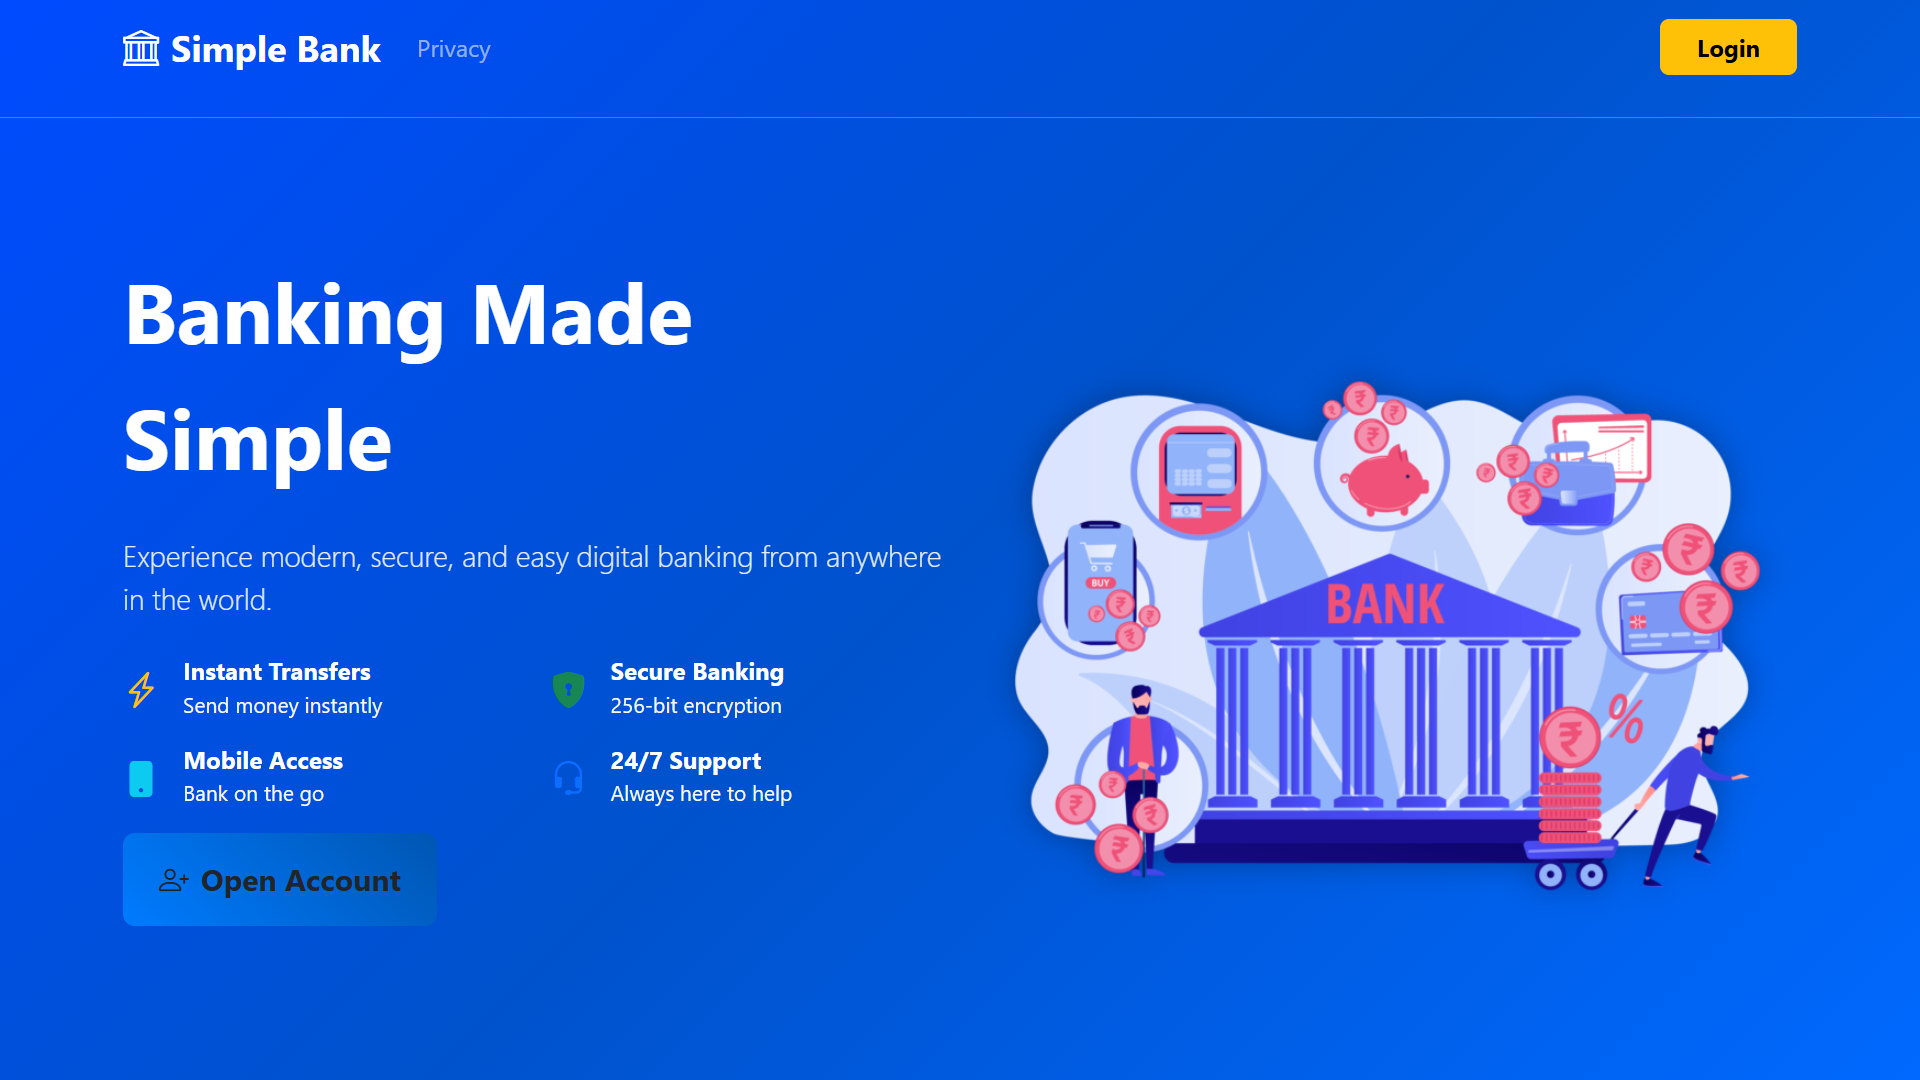 Simple Bank
Privacy
Login
Banking Made
Simple
Experience modern, secure, and easy digital banking from anywhere
in the world.
Instant Transfers
Send money instantly
Secure Banking
256-bit encryption
Mobile Access
Bank on the go
24/7 Support
Always here to help
Open Account
BUY
BANK
%